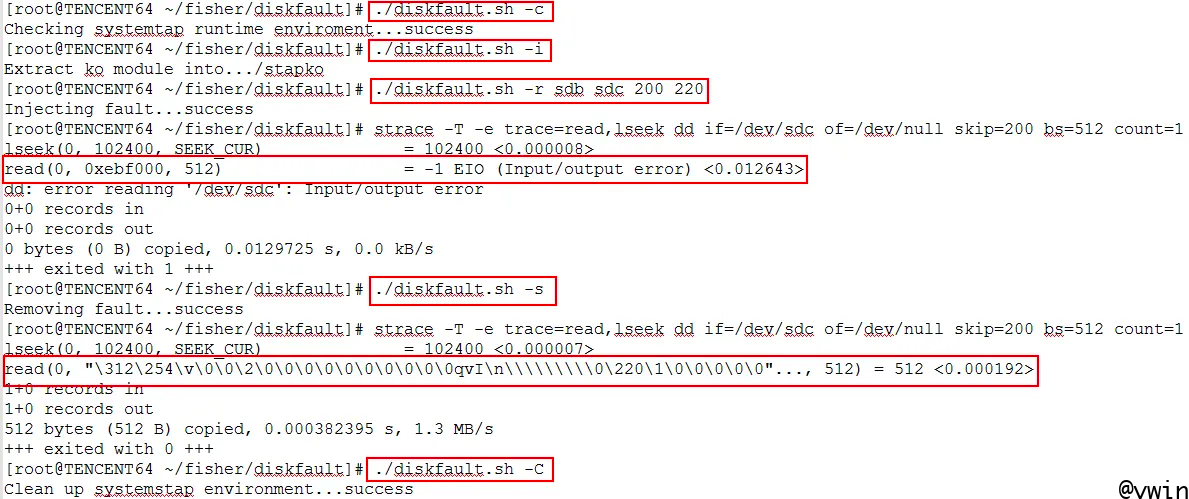 [root@TENCENT64 ~/fisher/diskfault]# ./diskfault.sh -c
Checking systemtap runtime enviroment...success
[root@TENCENT64 ~/fisher/diskfault]# ./diskfault.sh -i
Extract ko module into.../stapko
[root@TENCENT64 ~/fisher/diskfault]# ./diskfault.sh -r sdb sdc 200 220
Injecting fault...success
[root@TENCENT64 ~/fisher/diskfault]# strace -T -e trace=read,lseek dd if=/dev/sdc of=/dev/null skip=200 bs=512 count=1
lseek(0, 102400, SEEK_CUR) = 102400 <0.000008>
read(0, 0xebf000, 512) = -1 EIO (Input/output error) <0.012643>
dd: error reading '/dev/sdc': Input/output error
0+0 records in
0+0 records out
0 bytes (0 B) copied, 0.0129725 s, 0.0 kB/s
+++ exited with 1 +++
[root@TENCENT64 ~/fisher/diskfault]# ./diskfault.sh -s
Removing fault...success
[root@TENCENT64 ~/fisher/diskfault]# strace -T -e trace=read,lseek dd if=/dev/sdc of=/dev/null skip=200 bs=512 count=1
lseek(0, 102400, SEEK_CUR) = 102400 <0.000007>
read(0, "\312\254\v\0\0\2\0\0\0\0\0\0\0\0\0\0\0qvI\n\\\\\\\\\0\220\1\0\0\0\0\0"..., 512) = 512 <0.000192>
1+0 records in
1+0 records out
512 bytes (512 B) copied, 0.000382395 s, 1.3 MB/s
+++ exited with 0 +++
[root@TENCENT64 ~/fisher/diskfault]# ./diskfault.sh -C
Clean up systemstap environment...success
@vwin